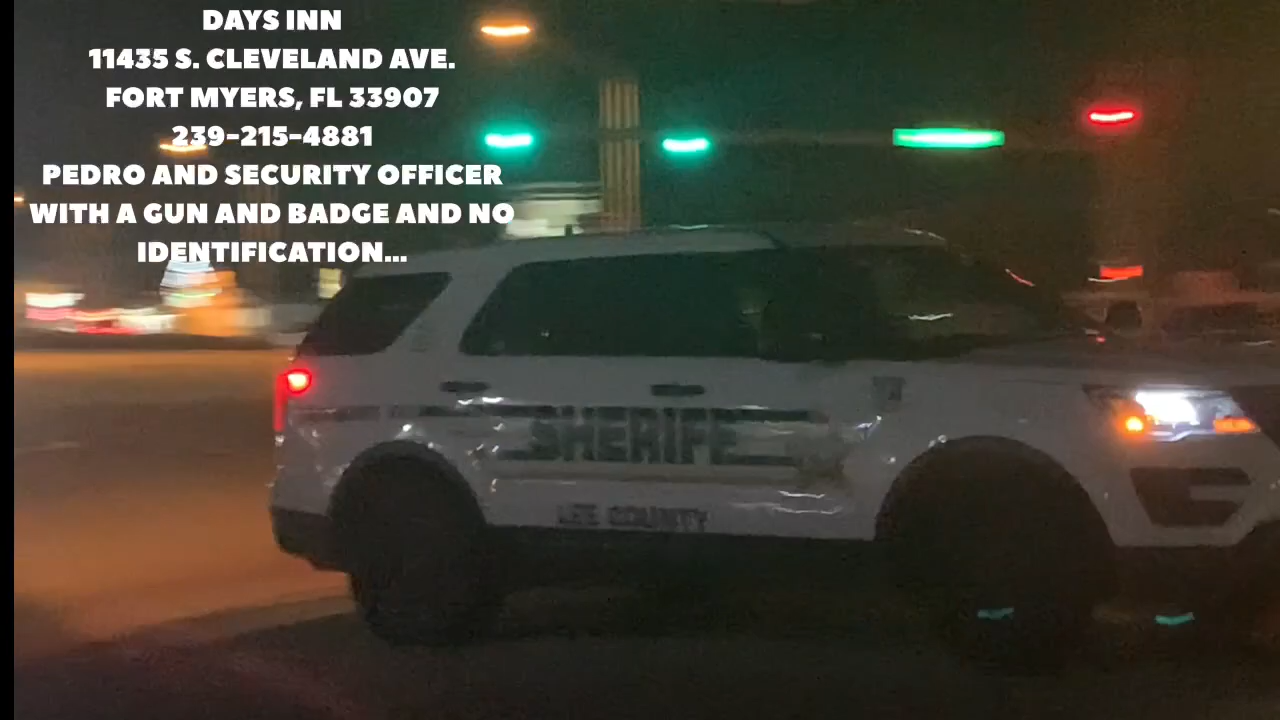 DAYS INN
11435 S. CLEVELAND AVE.
FORT MYERS, FL 33907
239-215-4881
PEDRO AND SECURITY OFFICER
WITH A GUN AND BADGE AND NO
IDENTIFICATION...
SHERIFF
LEE COUNTY